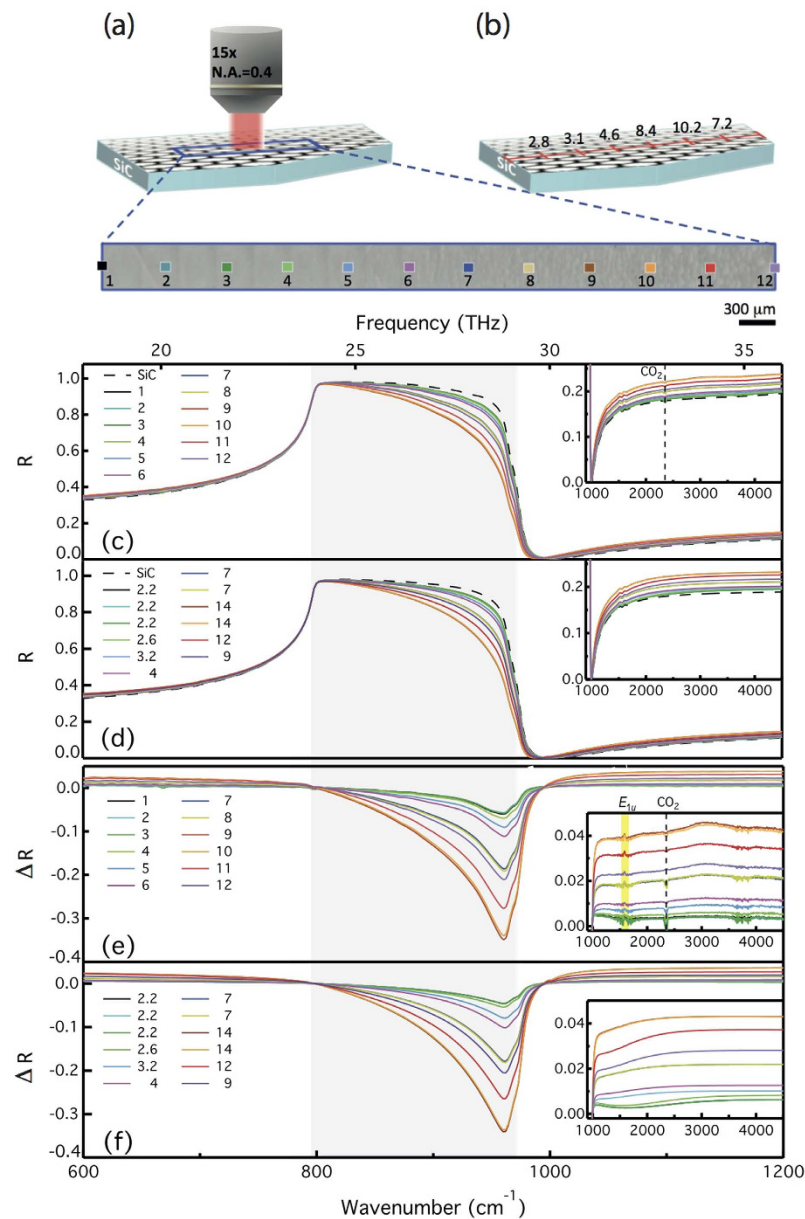 (a)
(b)
15x
N.A.=0.4
SiC
2.8 3.1 4.6 8.4 10.2 7.2
SiC
1 2 3 4 5 6 7 8 9 10 11 12
300 μm
Frequency (THz)
20 25 30 35
1.0
0.8
0.6
0.4
0.2
0.0
R
SiC 7
1 8
2 9
3 10
4 11
5 12
6
CO₂
0.2
0.1
0.0
1000 2000 3000 4000
(c)
1.0
0.8
0.6
0.4
0.2
0.0
R
SiC 7
2.2 7
2.2 14
2.2 14
2.6 12
3.2 9
4
0.2
0.1
0.0
1000 2000 3000 4000
(d)
0.0
-0.1
-0.2
-0.3
-0.4
Δ R
1 7
2 8
3 9
4 10
5 11
6 12
E₁ᵤ CO₂
0.04
0.02
0.00
1000 2000 3000 4000
(e)
0.0
-0.1
-0.2
-0.3
-0.4
Δ R
2.2 7
2.2 7
2.2 14
2.6 14
3.2 12
4 9
0.04
0.02
0.00
1000 2000 3000 4000
(f)
600 800 1000 1200
Wavenumber (cm⁻¹)